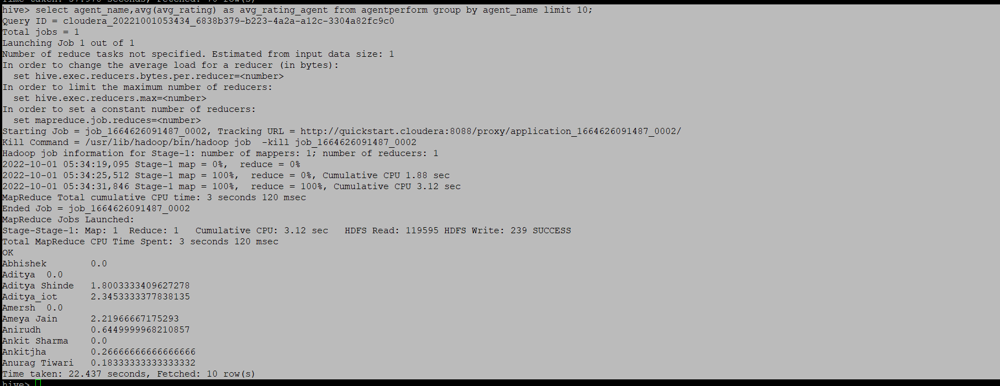 Time taken: 37.978 seconds, Fetched: 70 row(s)
hive> select agent_name,avg(avg_rating) as avg_rating_agent from agentperform group by agent_name limit 10;
Query ID = cloudera_20221001053434_6838b379-b223-4a2a-a12c-3304a82fc9c0
Total jobs = 1
Launching Job 1 out of 1
Number of reduce tasks not specified. Estimated from input data size: 1
In order to change the average load for a reducer (in bytes):
  set hive.exec.reducers.bytes.per.reducer=<number>
In order to limit the maximum number of reducers:
  set hive.exec.reducers.max=<number>
In order to set a constant number of reducers:
  set mapreduce.job.reduces=<number>
Starting Job = job_1664626091487_0002, Tracking URL = http://quickstart.cloudera:8088/proxy/application_1664626091487_0002/
Kill Command = /usr/lib/hadoop/bin/hadoop job  -kill job_1664626091487_0002
Hadoop job information for Stage-1: number of mappers: 1; number of reducers: 1
2022-10-01 05:34:19,095 Stage-1 map = 0%,  reduce = 0%
2022-10-01 05:34:25,512 Stage-1 map = 100%,  reduce = 0%, Cumulative CPU 1.88 sec
2022-10-01 05:34:31,846 Stage-1 map = 100%,  reduce = 100%, Cumulative CPU 3.12 sec
MapReduce Total cumulative CPU time: 3 seconds 120 msec
Ended Job = job_1664626091487_0002
MapReduce Jobs Launched:
Stage-Stage-1: Map: 1  Reduce: 1   Cumulative CPU: 3.12 sec   HDFS Read: 119595 HDFS Write: 239 SUCCESS
Total MapReduce CPU Time Spent: 3 seconds 120 msec
OK
Abhishek        0.0
Aditya  0.0
Aditya Shinde   1.8003333409627278
Aditya_iot      2.3453333377838135
Amersh  0.0
Ameya Jain      2.21966667175293
Anirudh         0.6449999968210857
Ankit Sharma    0.0
Ankitjha        0.26666666666666666
Anurag Tiwari   0.18333333333333332
Time taken: 22.437 seconds, Fetched: 10 row(s)
hive>